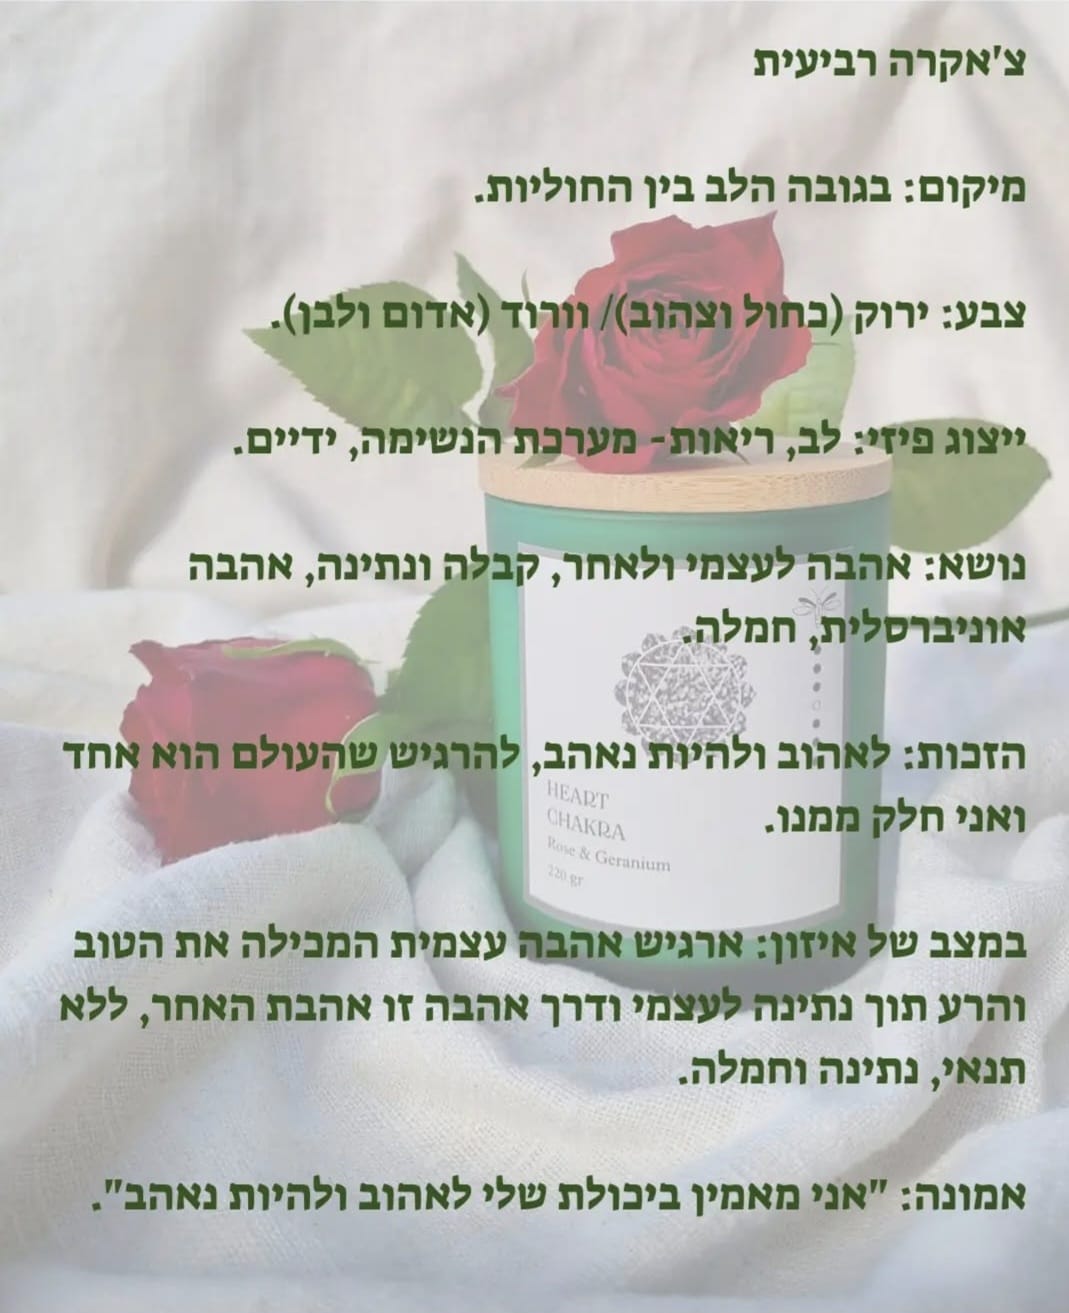 צ'אקרה רביעית
מיקום: בגובה הלב בין החוליות.
צבע: ירוק (כחול וצהוב)/ וורוד (אדום ולבן).
ייצוג פיזי: לב, ריאות- מערכת הנשימה, ידיים.
נושא: אהבה לעצמי ולאחר, קבלה ונתינה, אהבה
אוניברסלית, חמלה.
הזכות: לאהוב ולהיות נאהב, להרגיש שהעולם הוא אחד
ואני חלק ממנו.
HEART
CHAKRA
Rose & Geranium
220 gr
במצב של איזון: ארגיש אהבה עצמית המכילה את הטוב
והרע תוך נתינה לעצמי ודרך אהבה זו אהבת האחר, ללא
תנאי, נתינה וחמלה.
אמונה: "אני מאמין ביכולת שלי לאהוב ולהיות נאהב".